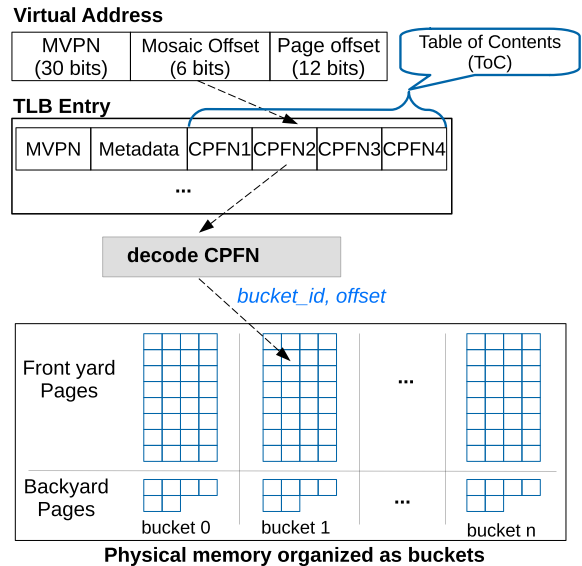 Virtual Address
MVPN
(30 bits)
Mosaic Offset
(6 bits)
Page offset
(12 bits)
Table of Contents
(ToC)
TLB Entry
MVPN
Metadata
CPFN1
CPFN2
CPFN3
CPFN4
...
decode CPFN
bucket_id, offset
Front yard
Pages
...
Backyard
Pages
...
bucket 0
bucket 1
bucket n
Physical memory organized as buckets